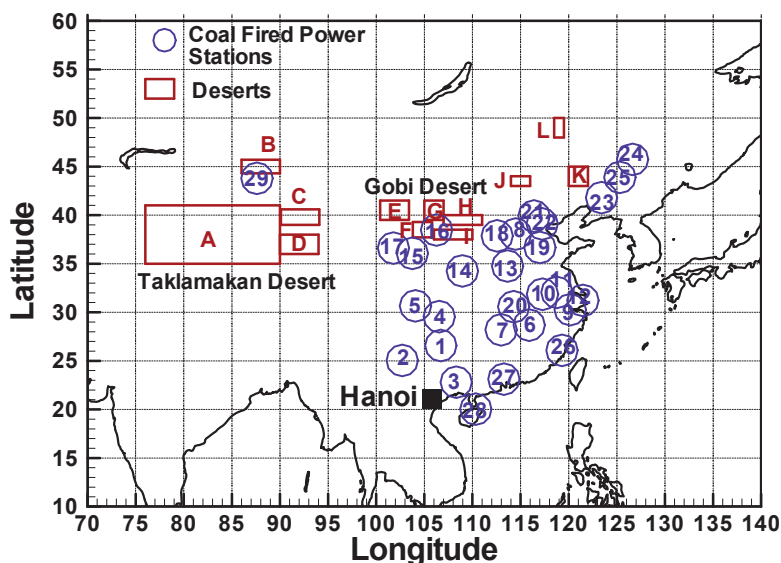 60
55
50
45
40
35
30
25
20
15
10
Latitude
Coal Fired Power
Stations
Deserts
L
24
B
25
K
29
J
23
Gobi Desert
C
E
G
H
21
22
F
16
I
18
8
A
D
17
15
19
14
13
Taklamakan Desert
11
10
12
5
4
20
9
7
6
1
2
26
3
27
Hanoi
28
70 75 80 85 90 95 100 105 110 115 120 125 130 135 140
Longitude